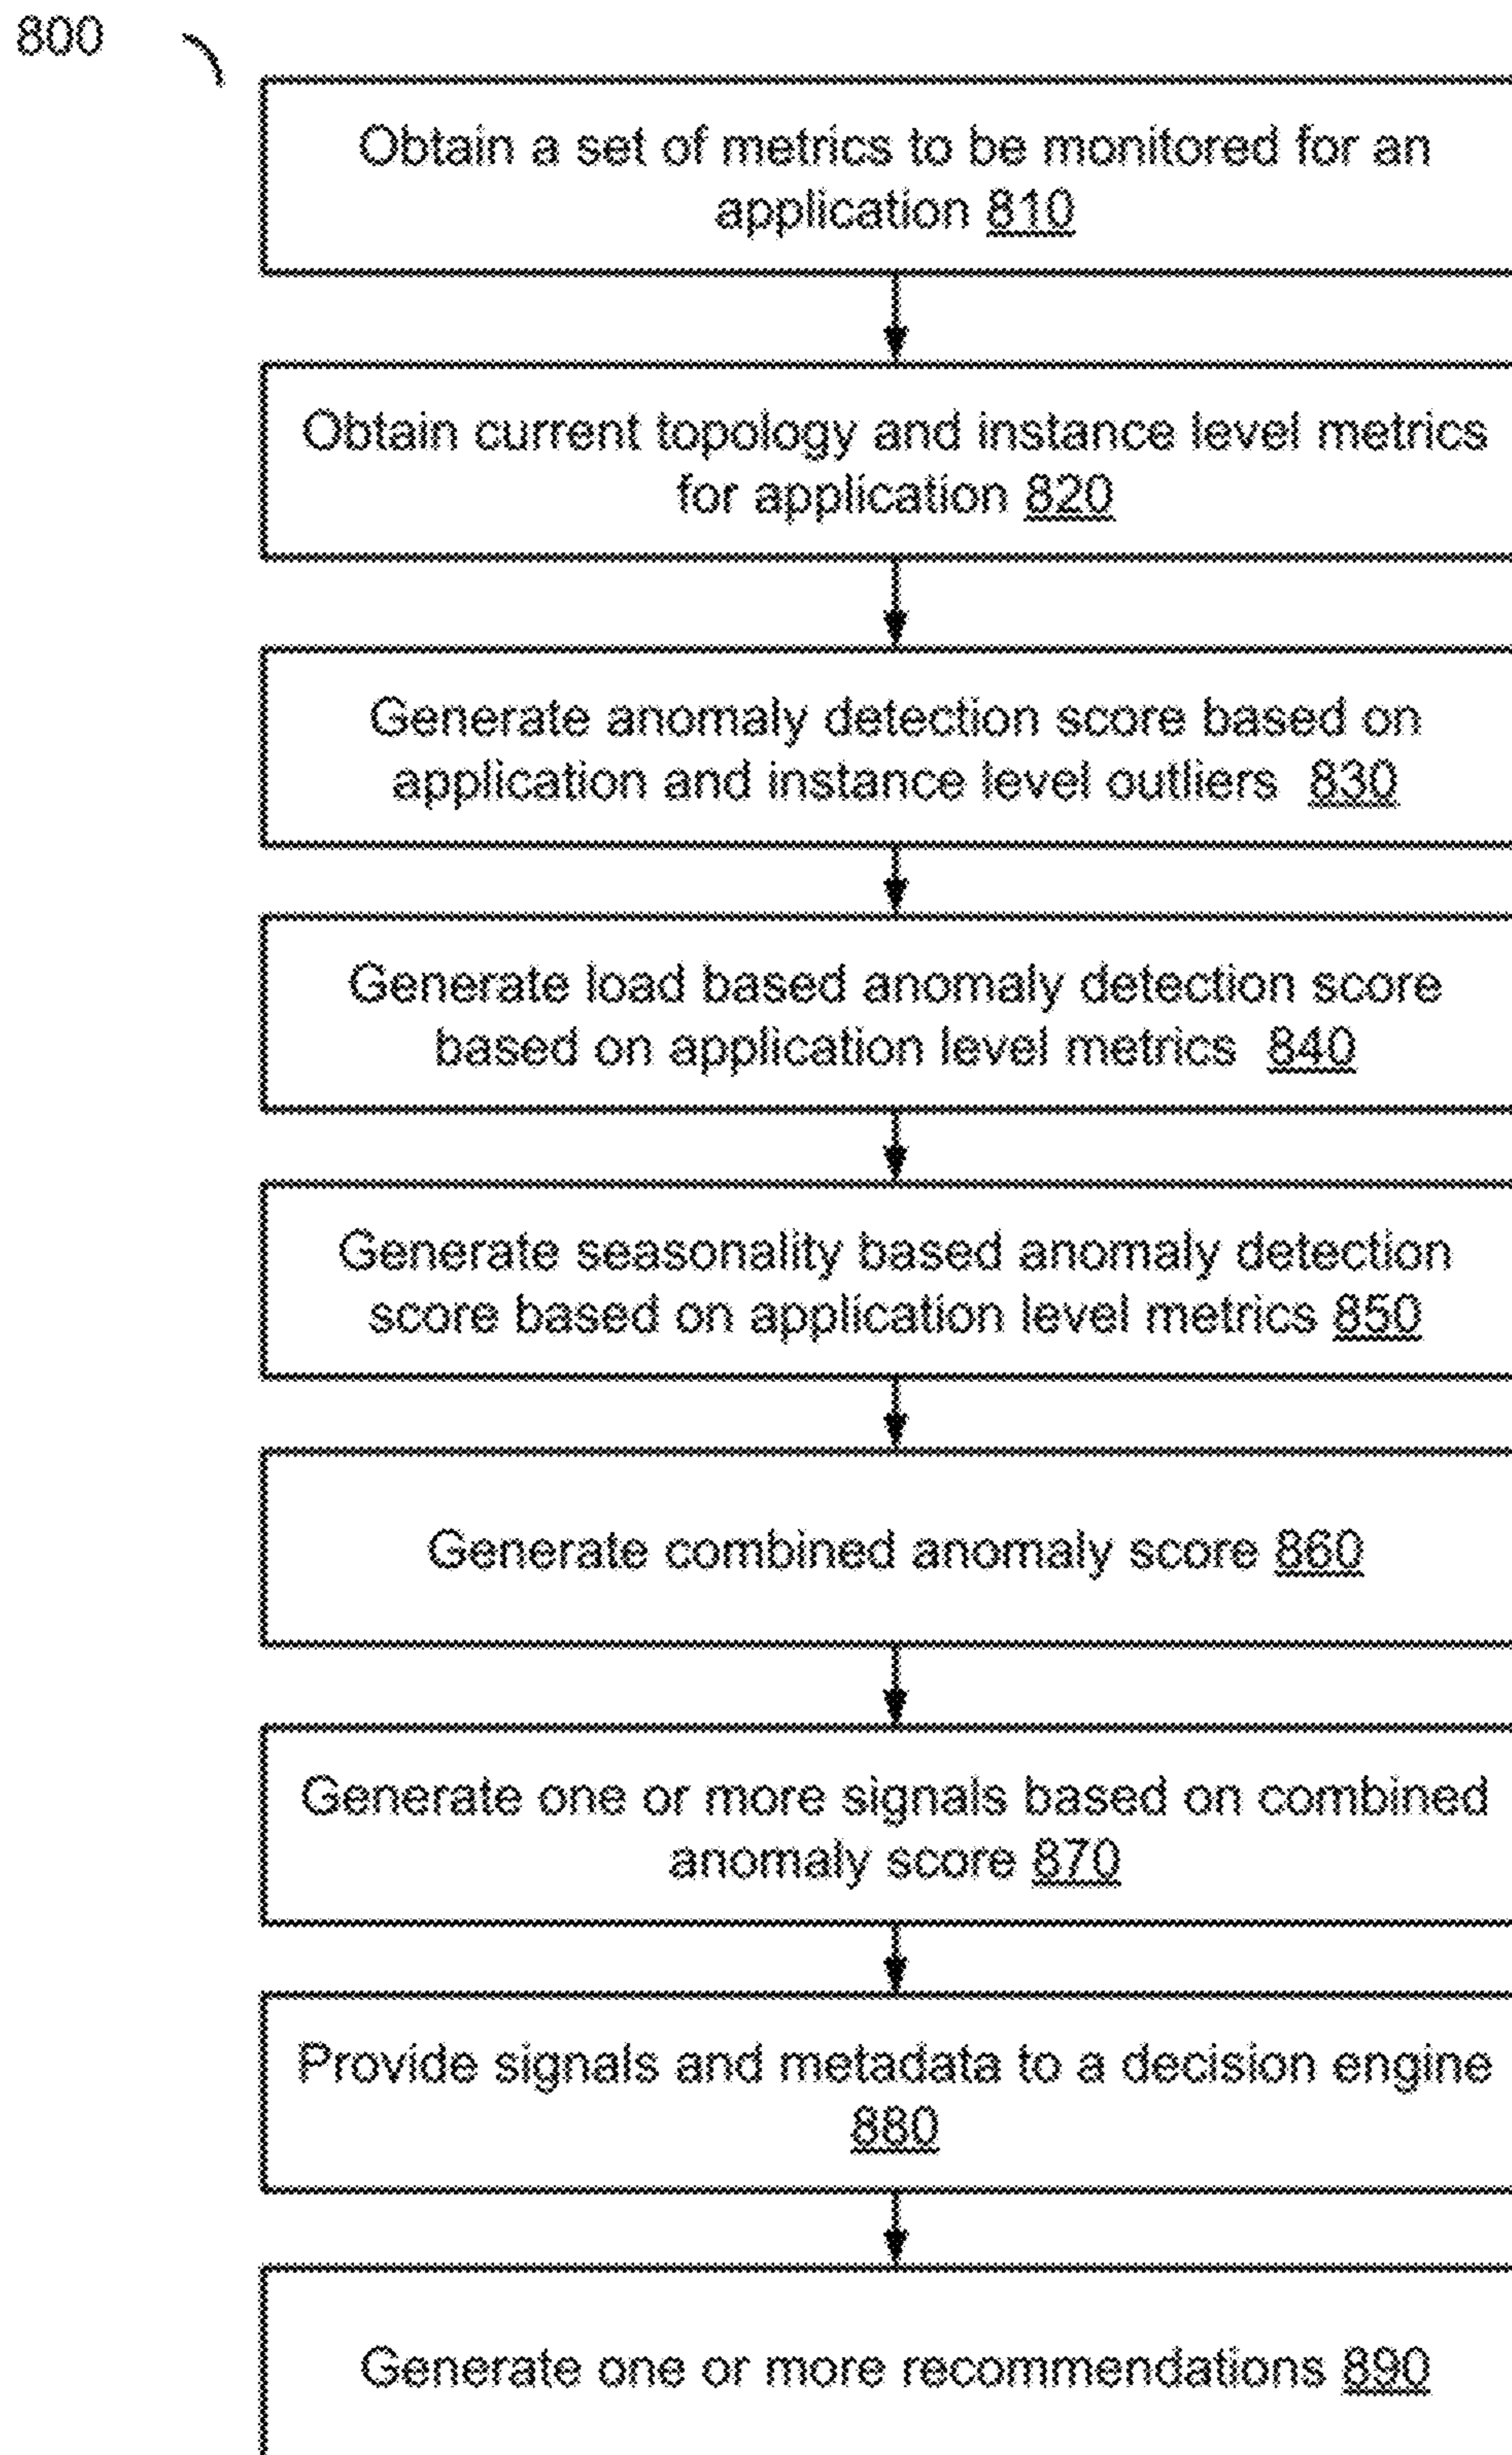 800
Obtain a set of metrics to be monitored for an
application 810
Obtain current topology and instance level metrics
for application 820
Generate anomaly detection score based on
application and instance level outliers 830
Generate load based anomaly detection score
based on application level metrics 840
Generate seasonality based anomaly detection
score based on application level metrics 850
Generate combined anomaly score 860
Generate one or more signals based on combined
anomaly score 870
Provide signals and metadata to a decision engine
880
Generate one or more recommendations 890